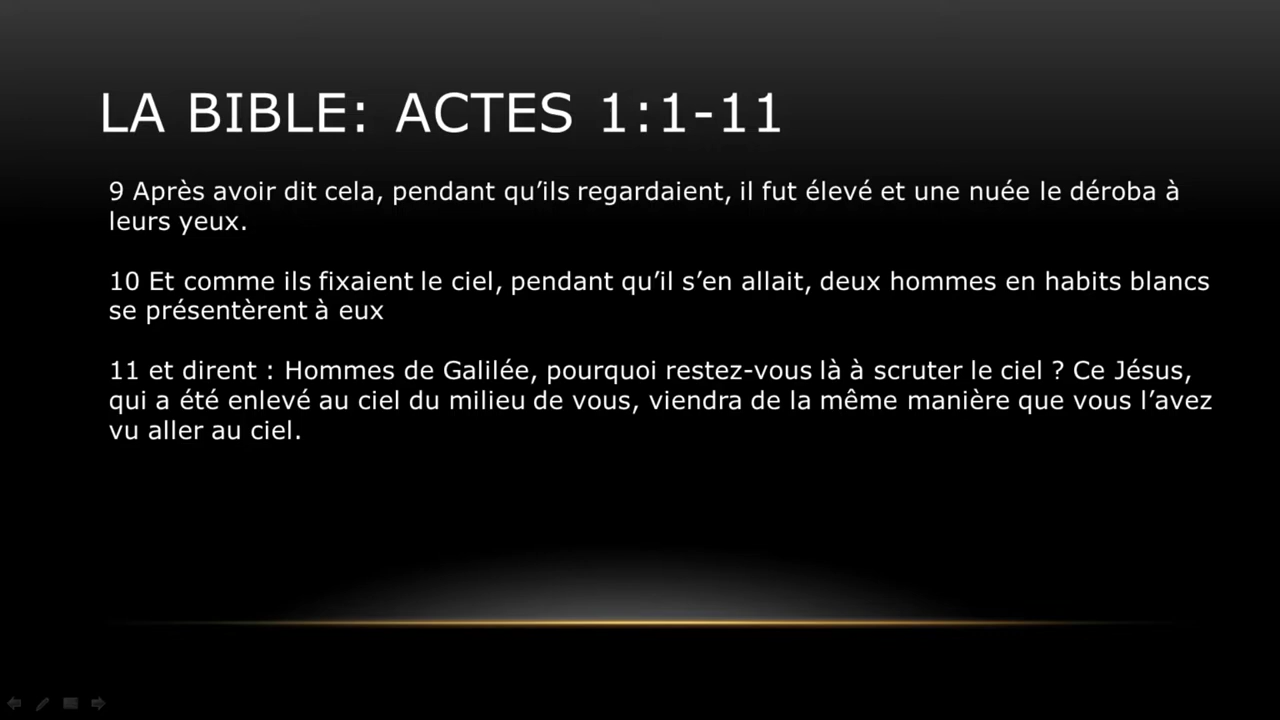 LA BIBLE: ACTES 1:1-11
9 Après avoir dit cela, pendant qu’ils regardaient, il fut élevé et une nuée le déroba à
leurs yeux.
10 Et comme ils fixaient le ciel, pendant qu’il s’en allait, deux hommes en habits blancs
se présentèrent à eux
11 et dirent : Hommes de Galilée, pourquoi restez-vous là à scruter le ciel ? Ce Jésus,
qui a été enlevé au ciel du milieu de vous, viendra de la même manière que vous l’avez
vu aller au ciel.